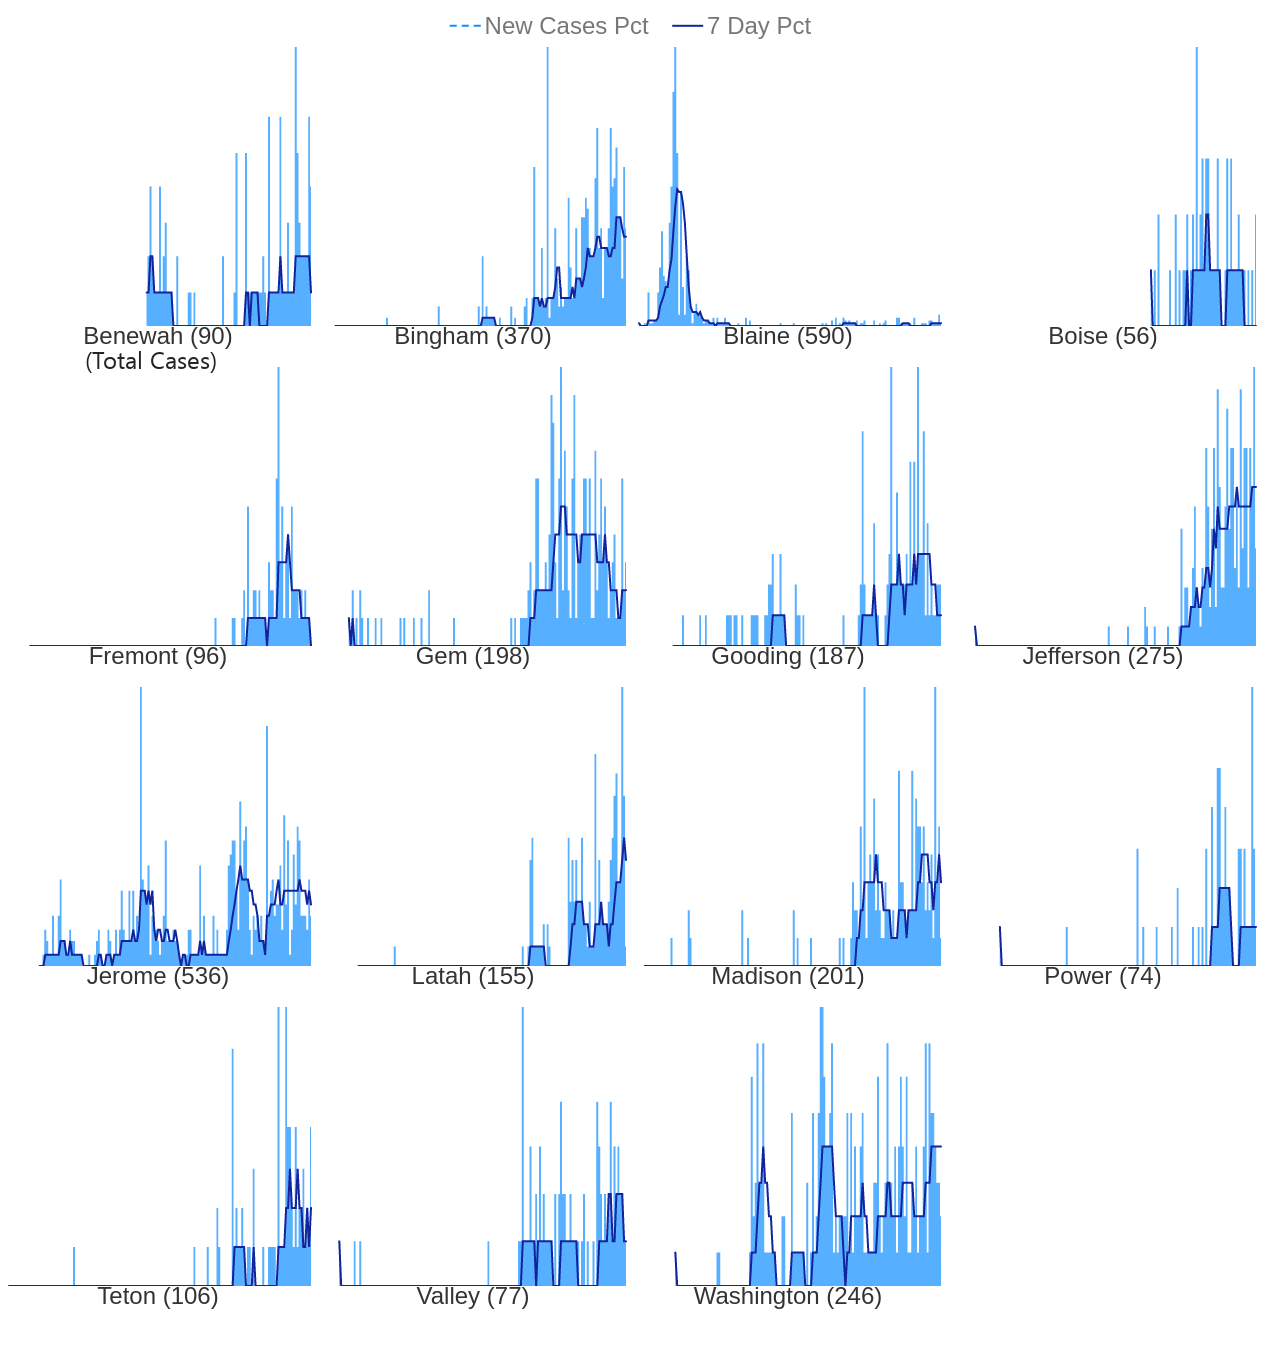 New Cases Pct 7 Day Pct
Benewah (90) Bingham (370) Blaine (590) Boise (56)
(Total Cases)
Fremont (96) Gem (198) Gooding (187) Jefferson (275)
Jerome (536) Latah (155) Madison (201) Power (74)
Teton (106) Valley (77) Washington (246)